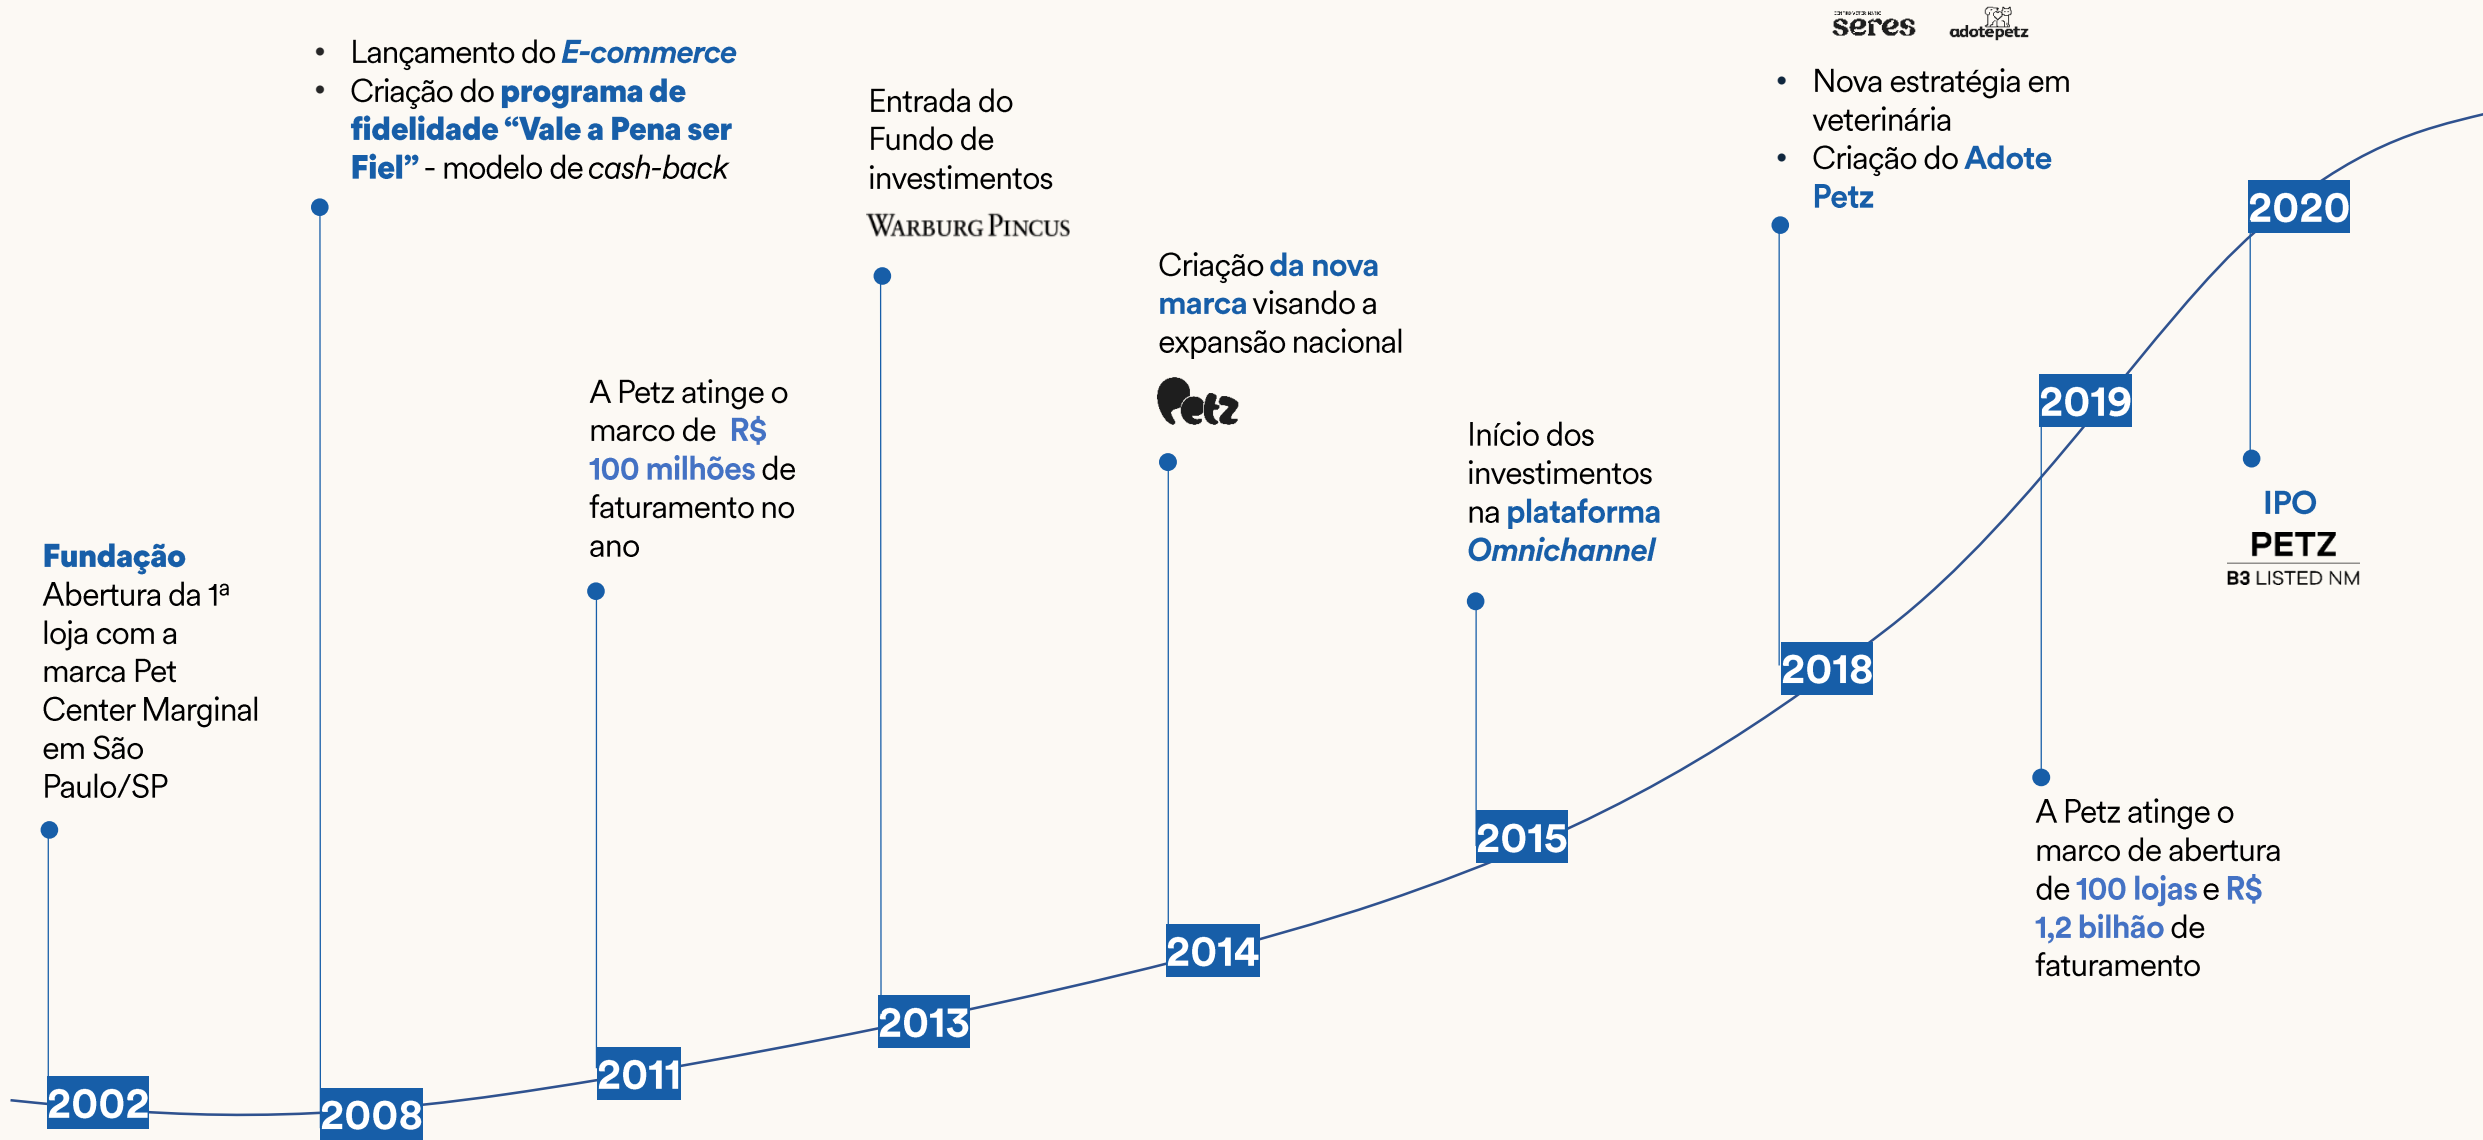 Fundação
Abertura da 1ª
loja com a
marca Pet
Center Marginal
em São
Paulo/SP
2002
• Lançamento do E-commerce
• Criação do programa de
fidelidade “Vale a Pena ser
Fiel” - modelo de cash-back
2008
A Petz atinge o
marco de R$
100 milhões de
faturamento no
ano
2011
Entrada do
Fundo de
investimentos
WARBURG PINCUS
2013
Criação da nova
marca visando a
expansão nacional
Petz
2014
Início dos
investimentos
na plataforma
Omnichannel
2015
CENTRO VETERINÁRIO
seres
adotepetz
• Nova estratégia em
veterinária
• Criação do Adote
Petz
2018
2019
A Petz atinge o
marco de abertura
de 100 lojas e R$
1,2 bilhão de
faturamento
2020
IPO
PETZ
B3 LISTED NM